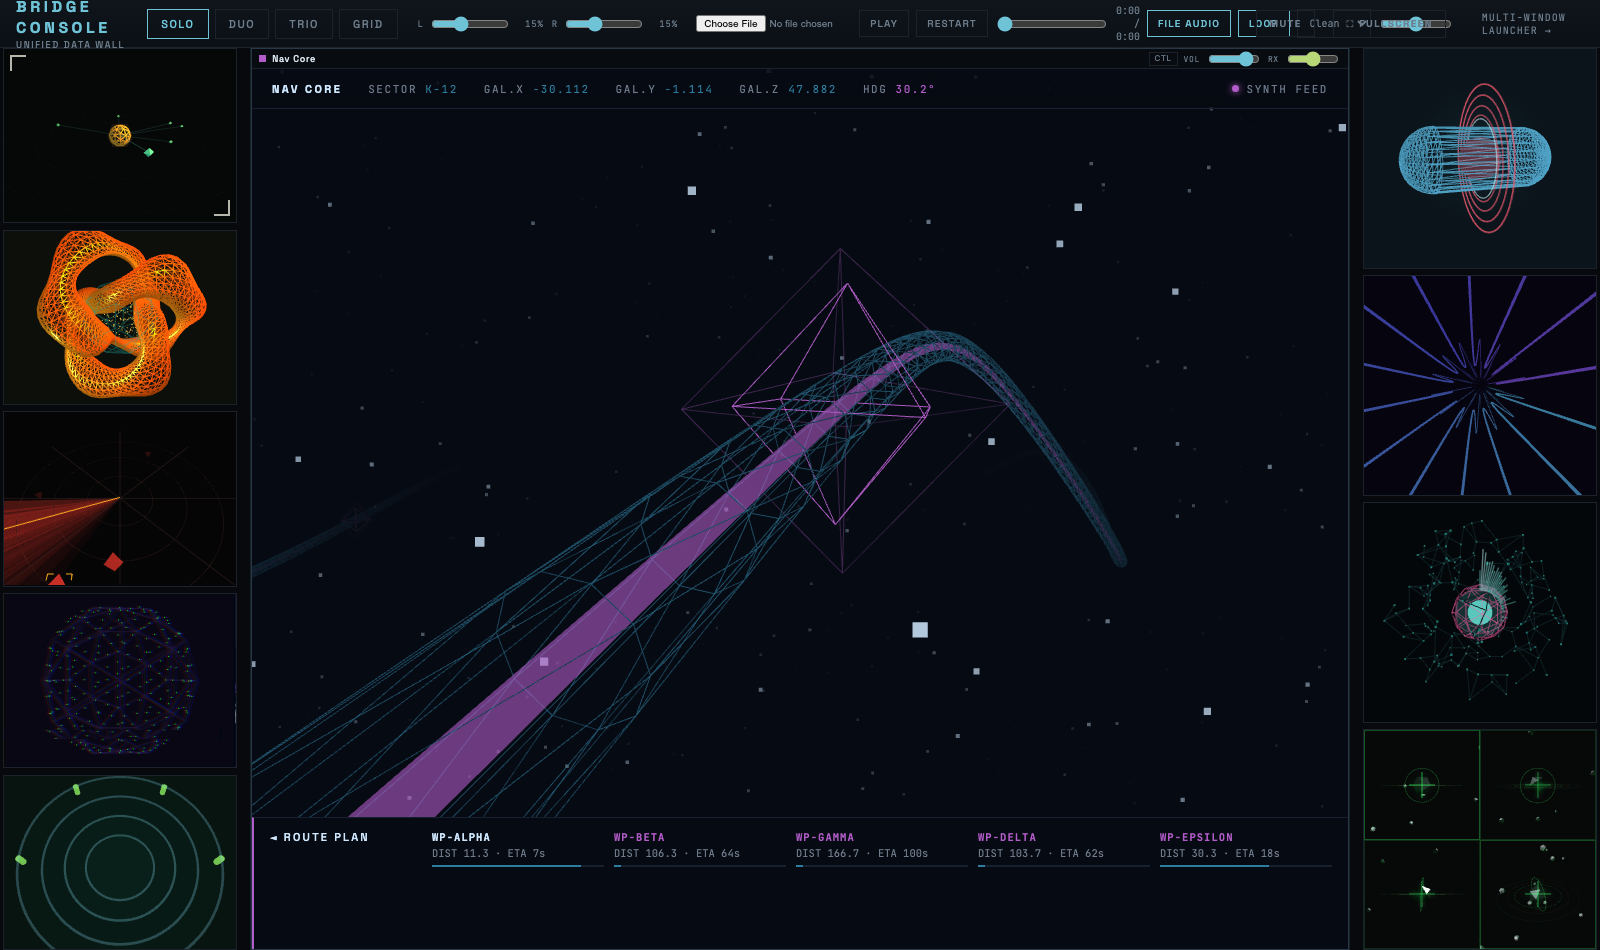 BRIDGE
CONSOLE
UNIFIED DATA WALL
SOLO
DUO
TRIO
GRID
L
15%
R
15%
Choose File
No file chosen
PLAY
RESTART
0:00
/
0:00
FILE AUDIO
MUTE
Clean
FULLSCREEN
MULTI-WINDOW
LAUNCHER →
Nav Core
CTL
VOL
RX
NAV CORE
SECTOR K-12
GAL.X -30.112
GAL.Y -1.114
GAL.Z 47.882
HDG 30.2°
SYNTH FEED
◄ ROUTE PLAN
WP-ALPHA
DIST 11.3 · ETA 7s
WP-BETA
DIST 106.3 · ETA 64s
WP-GAMMA
DIST 166.7 · ETA 100s
WP-DELTA
DIST 103.7 · ETA 62s
WP-EPSILON
DIST 30.3 · ETA 18s